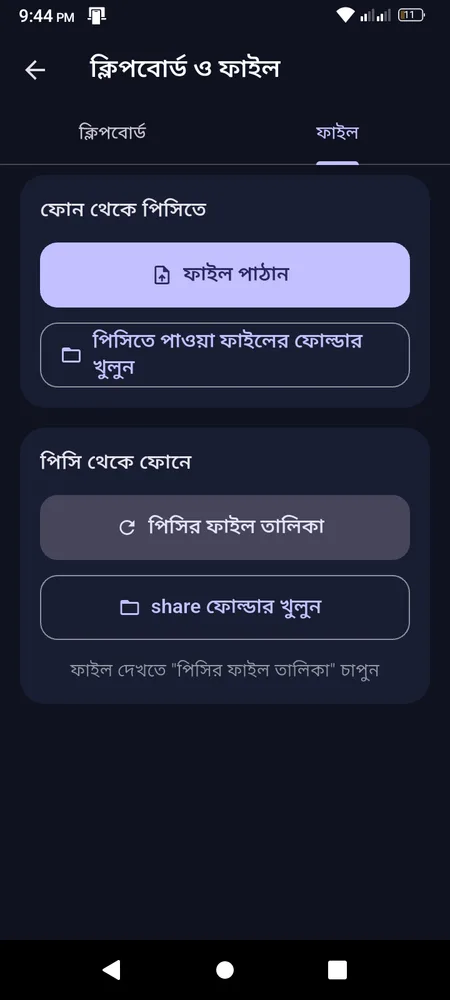 9:44 PM
11
ক্লিপবোর্ড ও ফাইল
ক্লিপবোর্ড
ফাইল
ফোন থেকে পিসিতে
ফাইল পাঠান
পিসিতে পাওয়া ফাইলের ফোল্ডার
খুলুন
পিসি থেকে ফোনে
পিসির ফাইল তালিকা
share ফোল্ডার খুলুন
ফাইল দেখতে "পিসির ফাইল তালিকা" চাপুন